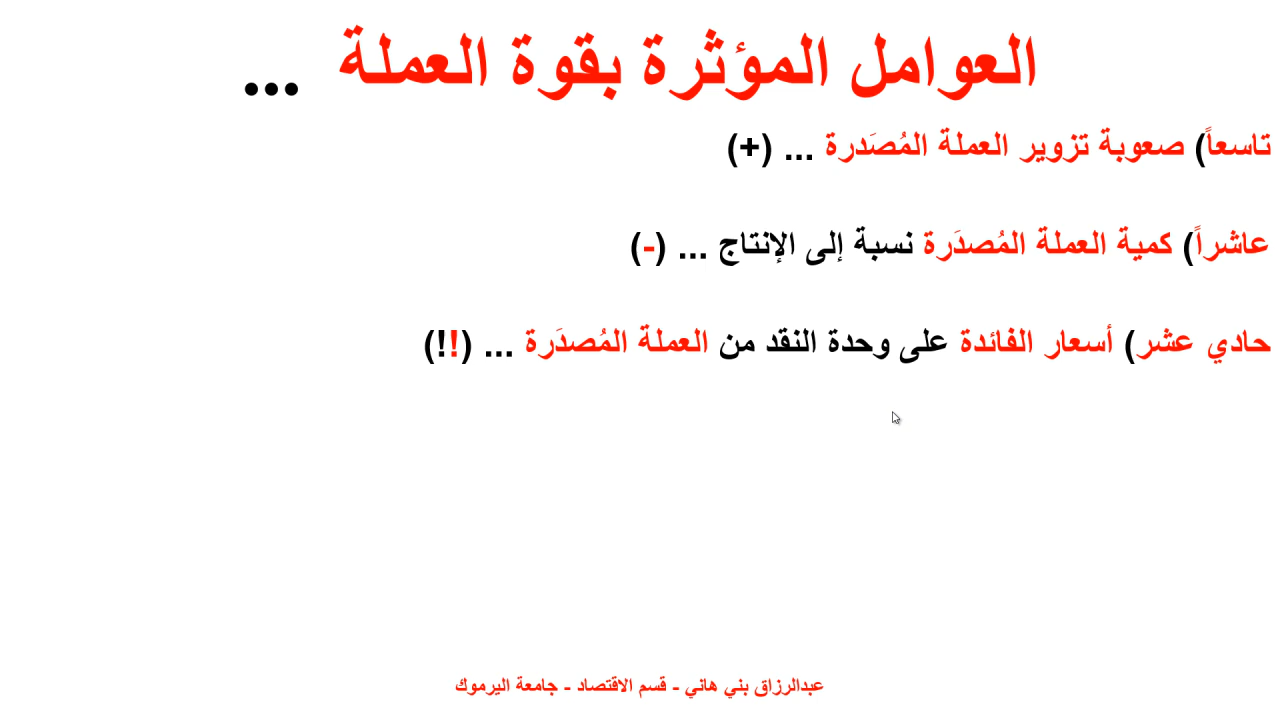 العوامل المؤثرة بقوة العملة ...
تاسعاً) صعوبة تزوير العملة المُصَدرة ... (+)
عاشراً) كمية العملة المُصدَرة نسبة إلى الإنتاج ... (-)
حادي عشر) أسعار الفائدة على وحدة النقد من العملة المُصدَرة ... (!!)
عبدالرزاق بني هاني - قسم الاقتصاد - جامعة اليرموك